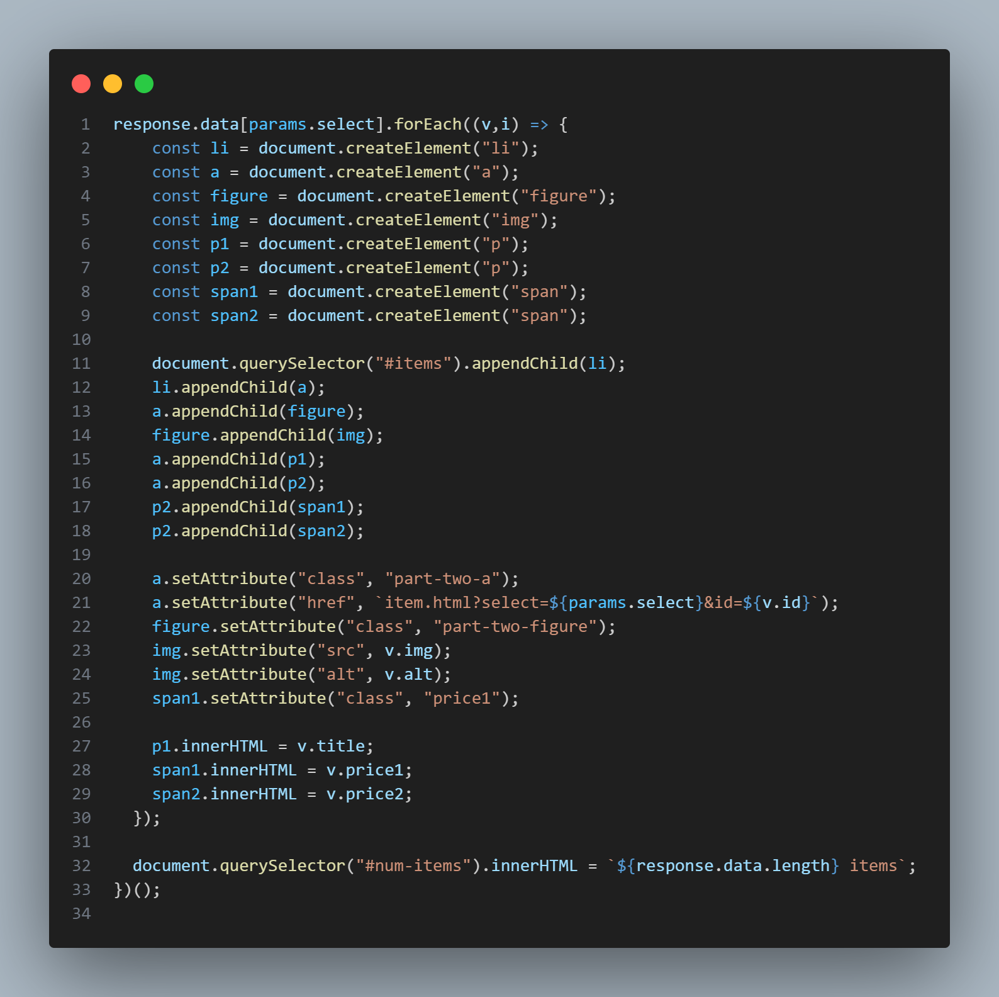 1 response.data[params.select].forEach((v,i) => {
2     const li = document.createElement("li");
3     const a = document.createElement("a");
4     const figure = document.createElement("figure");
5     const img = document.createElement("img");
6     const p1 = document.createElement("p");
7     const p2 = document.createElement("p");
8     const span1 = document.createElement("span");
9     const span2 = document.createElement("span");
10
11     document.querySelector("#items").appendChild(li);
12     li.appendChild(a);
13     a.appendChild(figure);
14     figure.appendChild(img);
15     a.appendChild(p1);
16     a.appendChild(p2);
17     p2.appendChild(span1);
18     p2.appendChild(span2);
19
20     a.setAttribute("class", "part-two-a");
21     a.setAttribute("href", `item.html?select=${params.select}&id=${v.id}`);
22     figure.setAttribute("class", "part-two-figure");
23     img.setAttribute("src", v.img);
24     img.setAttribute("alt", v.alt);
25     span1.setAttribute("class", "price1");
26
27     p1.innerHTML = v.title;
28     span1.innerHTML = v.price1;
29     span2.innerHTML = v.price2;
30   });
31
32   document.querySelector("#num-items").innerHTML = `${response.data.length} items`;
33 })();
34